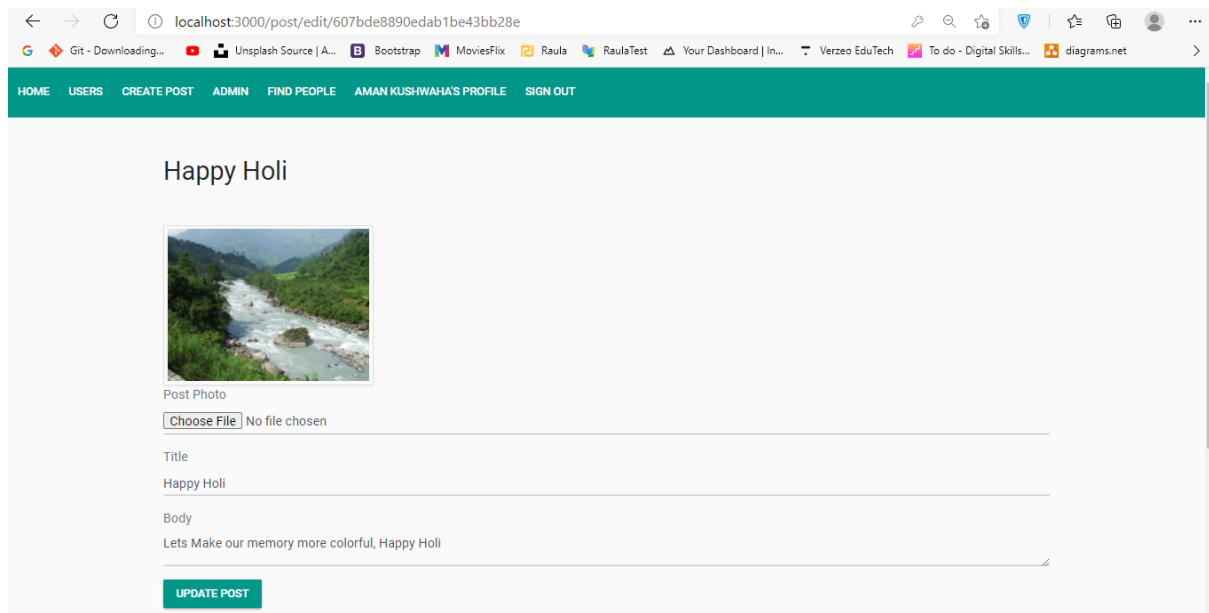 localhost:3000/post/edit/607bde8890edab1be43bb28e
G Git - Downloading... Unsplash Source | A... B Bootstrap MoviesFlix Raula RaulaTest Your Dashboard | In... Verzeo EduTech To do - Digital Skills... diagrams.net
HOME USERS CREATE POST ADMIN FIND PEOPLE AMAN KUSHWAHA'S PROFILE SIGN OUT
Happy Holi
Post Photo
Choose File No file chosen
Title
Happy Holi
Body
Lets Make our memory more colorful, Happy Holi
UPDATE POST